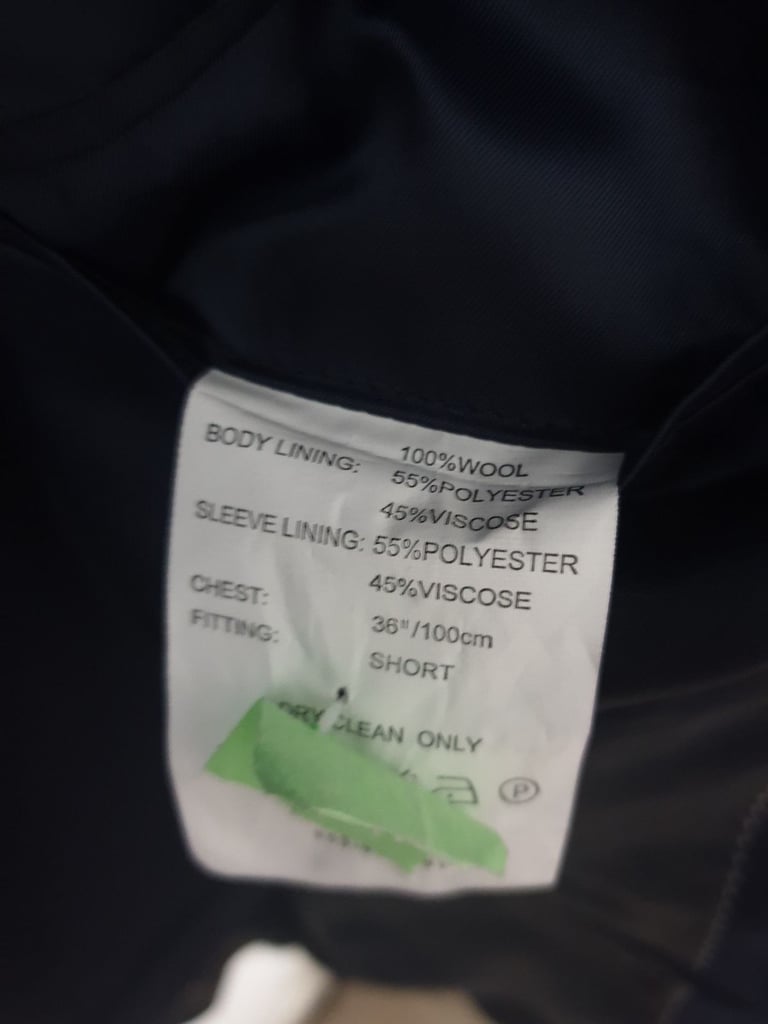 100%WOOL
BODY LINING: 55%POLYESTER
45%VISCOSE
SLEEVE LINING: 55%POLYESTER
45%VISCOSE
CHEST: 36"/100cm
FITTING: SHORT
DRY CLEAN ONLY
P